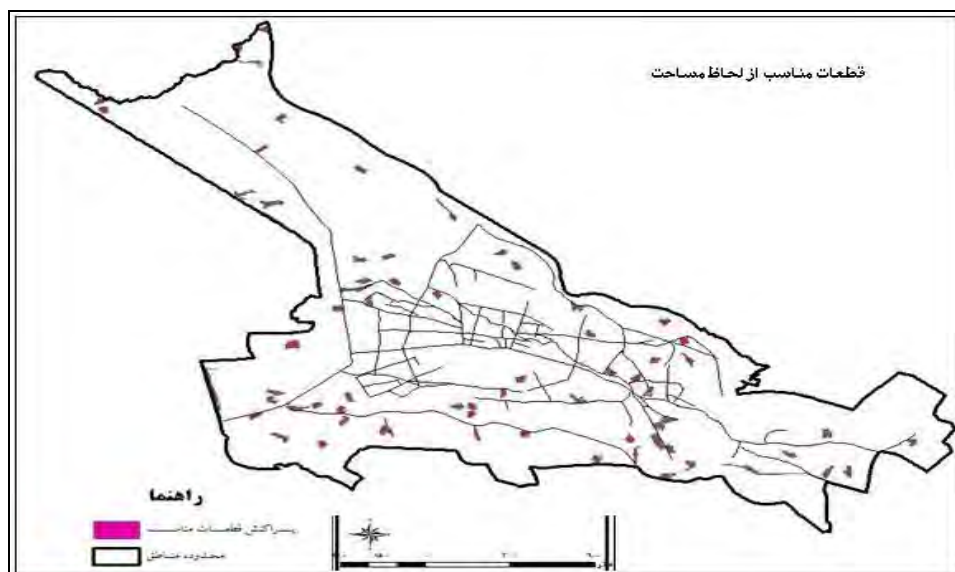 قطعات مناسب از لحاظ مساحت
راهنما
پراکنش قطعات مناسب
محدوده مناطق